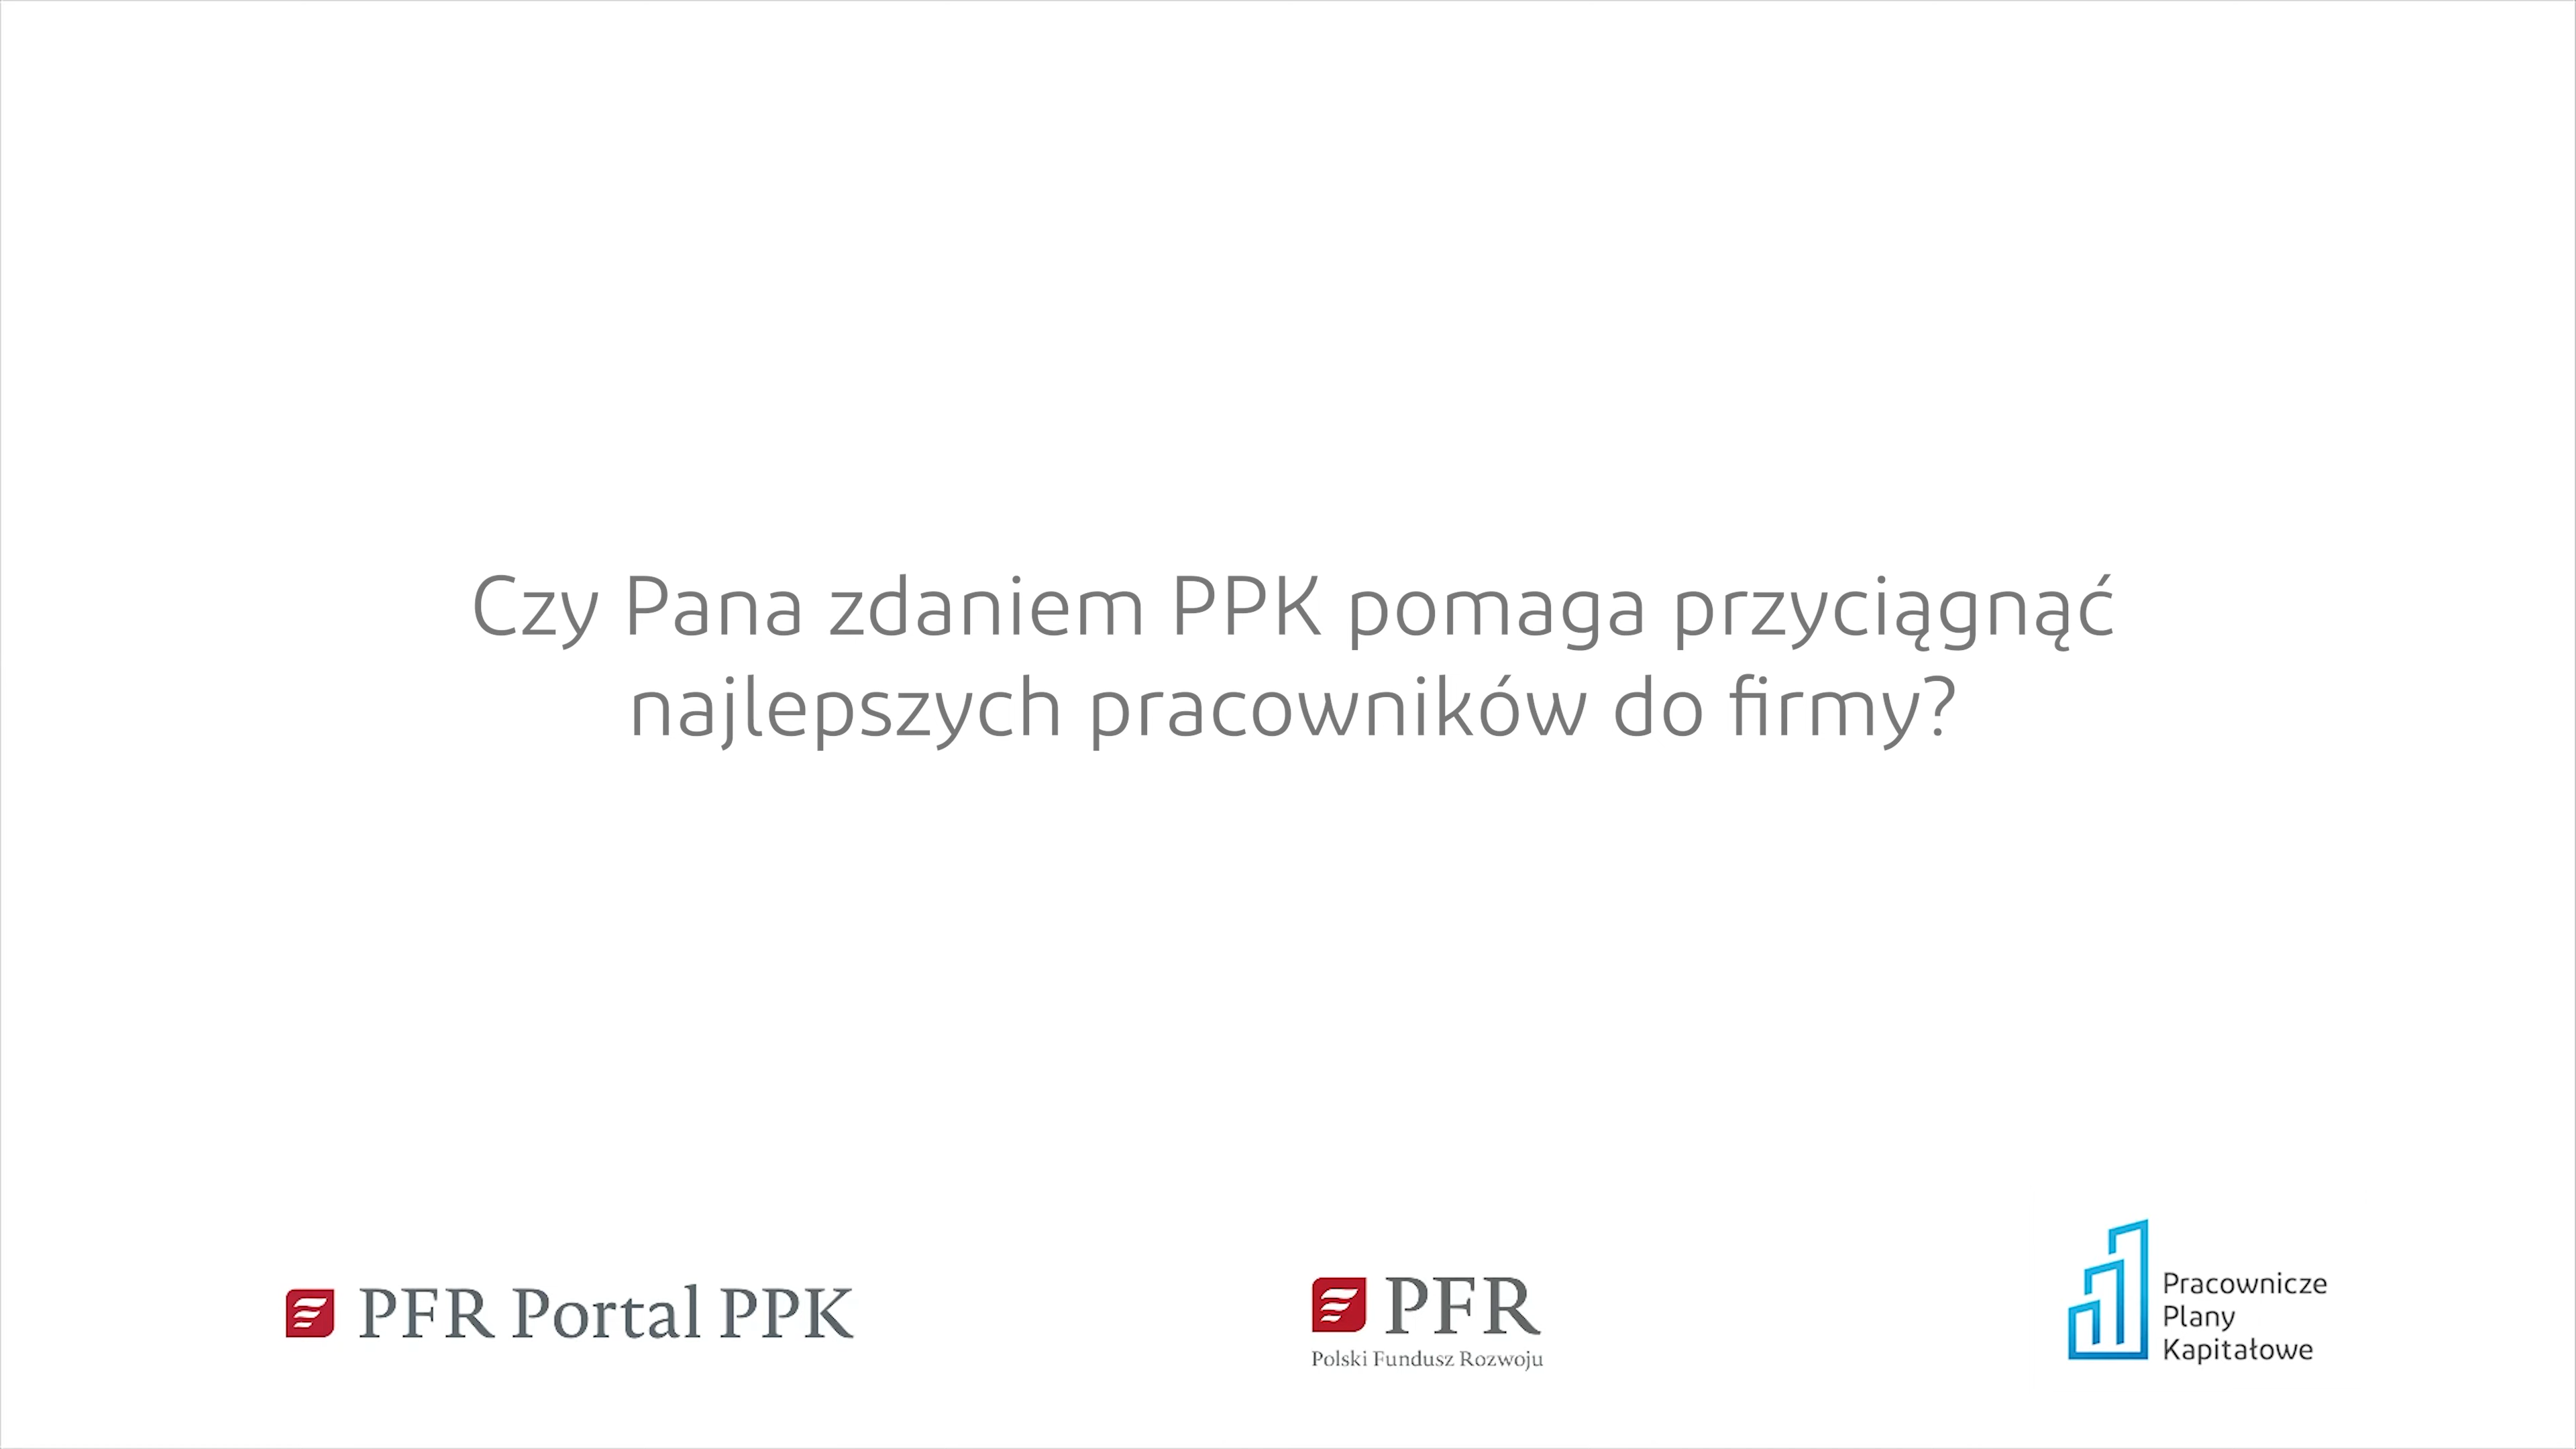 Czy Pana zdaniem PPK pomaga przyciągnąć
najlepszych pracowników do firmy?
PFR Portal PPK
PFR
Polski Fundusz Rozwoju
Pracownicze
Plany
Kapitałowe